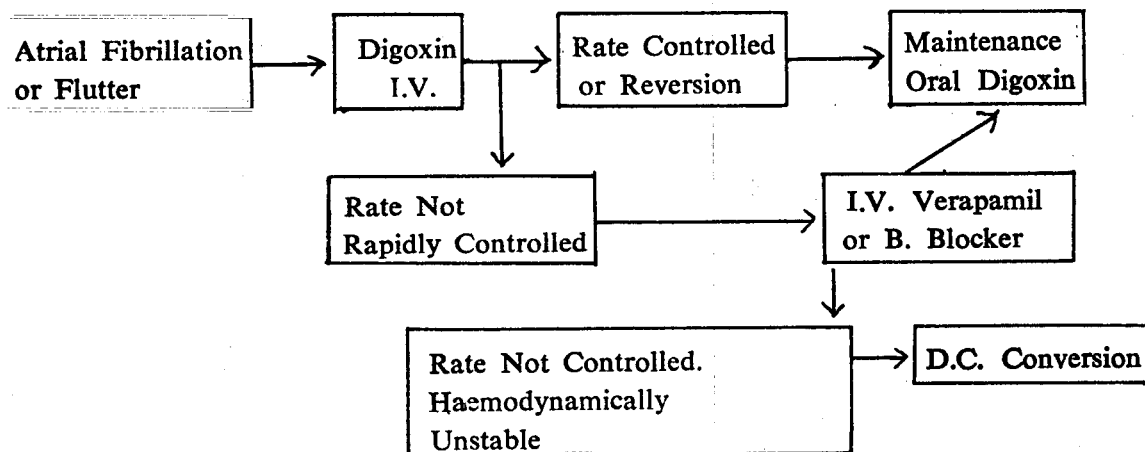 Atrial Fibrillation
or Flutter
Digoxin
I.V.
Rate Controlled
or Reversion
Maintenance
Oral Digoxin
Rate Not
Rapidly Controlled
I.V. Verapamil
or B. Blocker
Rate Not Controlled.
Haemodynamically
Unstable
D.C. Conversion